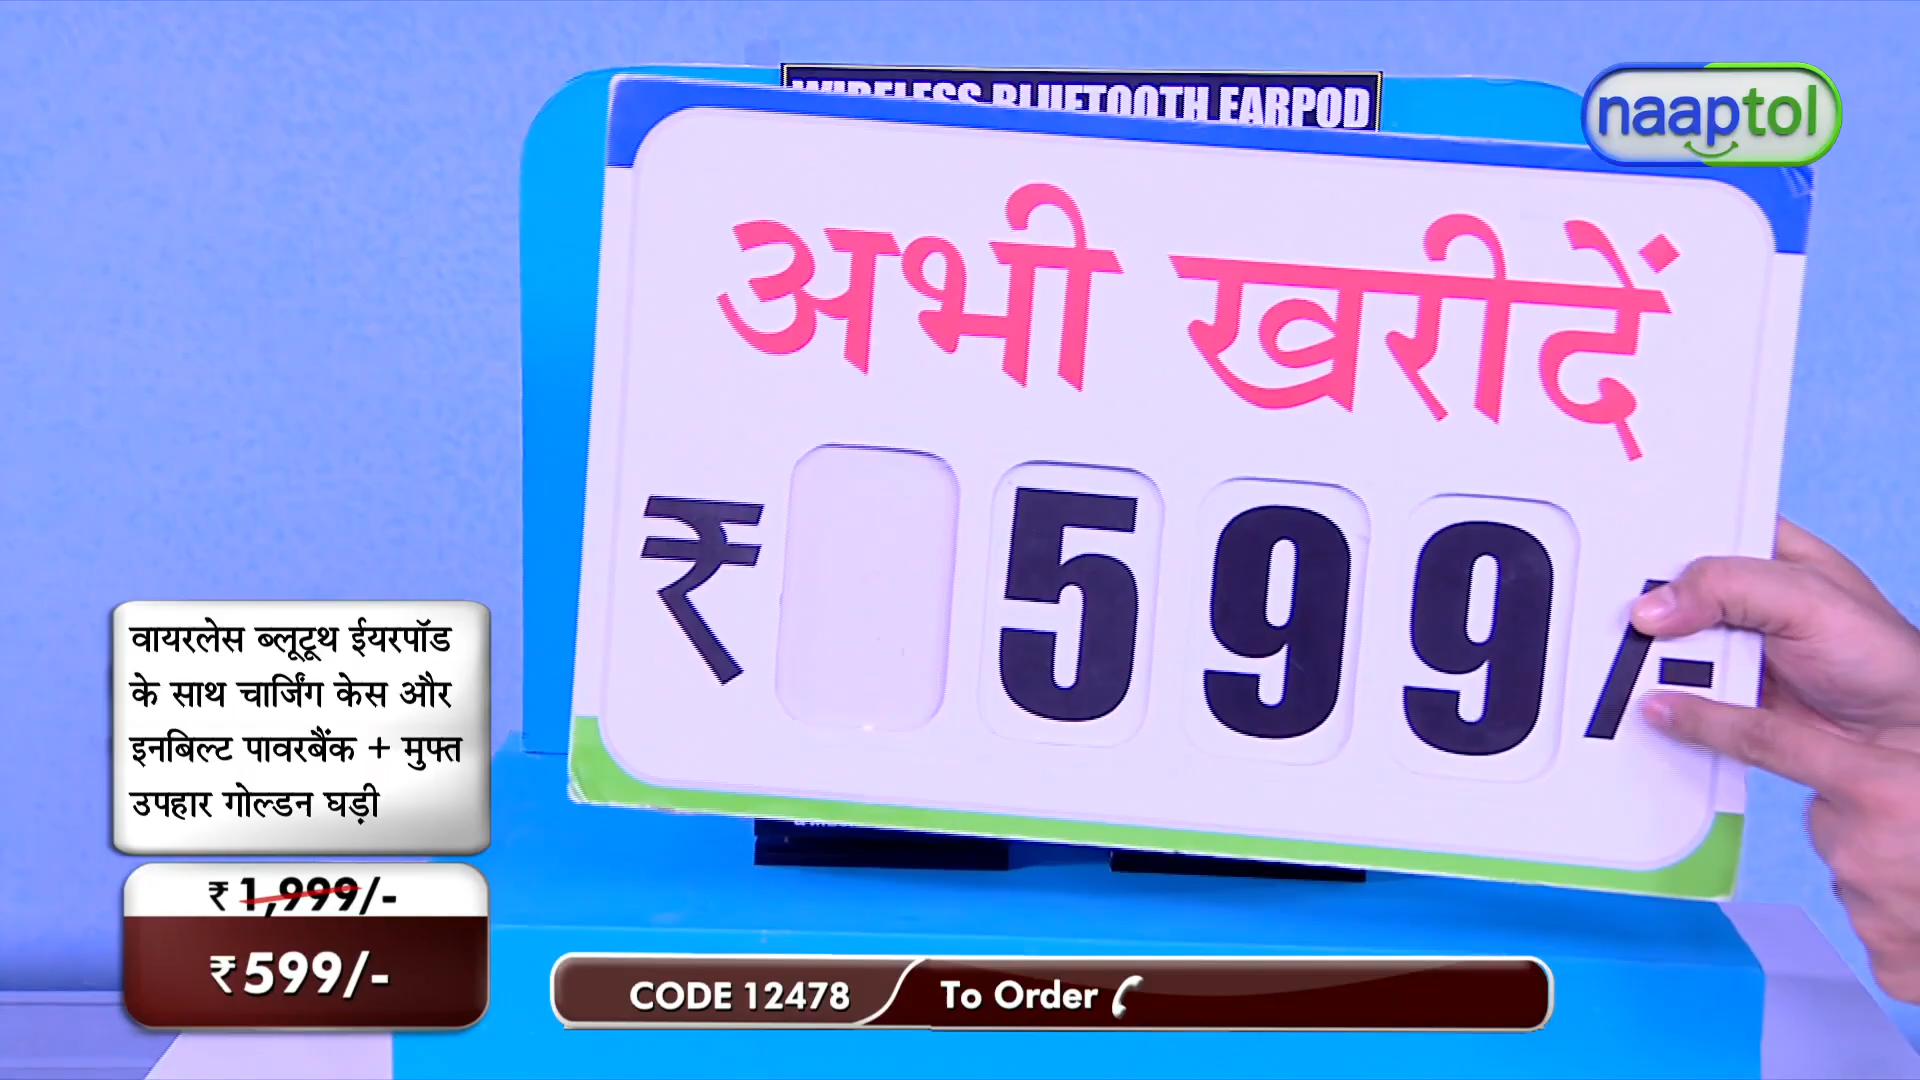 WIRELESS BLUETOOTH EARPOD
naaptol
अभी खरीदें
₹ 599/-
वायरलेस ब्लूटूथ ईयरपॉड
के साथ चार्जिंग केस और
इनबिल्ट पावरबैंक + मुफ्त
उपहार गोल्डन घड़ी
₹ 1,999/-
₹599/-
CODE 12478 To Order